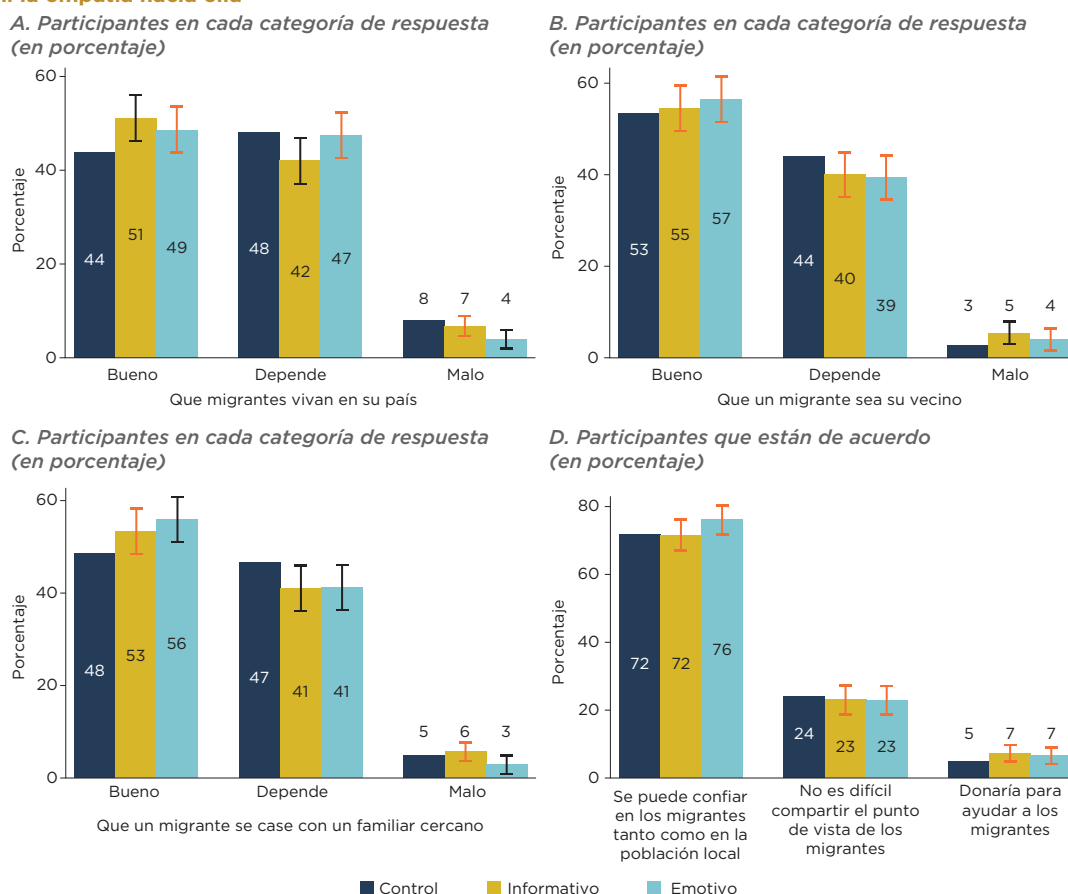 A. Participantes en cada categoría de respuesta
(en porcentaje)
60
40
20
0
Porcentaje
44
51
49
48
42
47
8
7
4
Bueno
Depende
Malo
Que migrantes vivan en su país
B. Participantes en cada categoría de respuesta
(en porcentaje)
60
40
20
0
Porcentaje
53
55
57
44
40
39
3
5
4
Bueno
Depende
Malo
Que un migrante sea su vecino
C. Participantes en cada categoría de respuesta
(en porcentaje)
60
40
20
0
Porcentaje
48
53
56
47
41
41
5
6
3
Bueno
Depende
Malo
Que un migrante se case con un familiar cercano
D. Participantes que están de acuerdo
(en porcentaje)
80
60
40
20
0
Porcentaje
72
72
76
24
23
23
5
7
7
Se puede confiar
en los migrantes
tanto como en la
población local
No es difícil
compartir el punto
de vista de los
migrantes
Donaría para
ayudar a los
migrantes
Control
Informativo
Emotivo